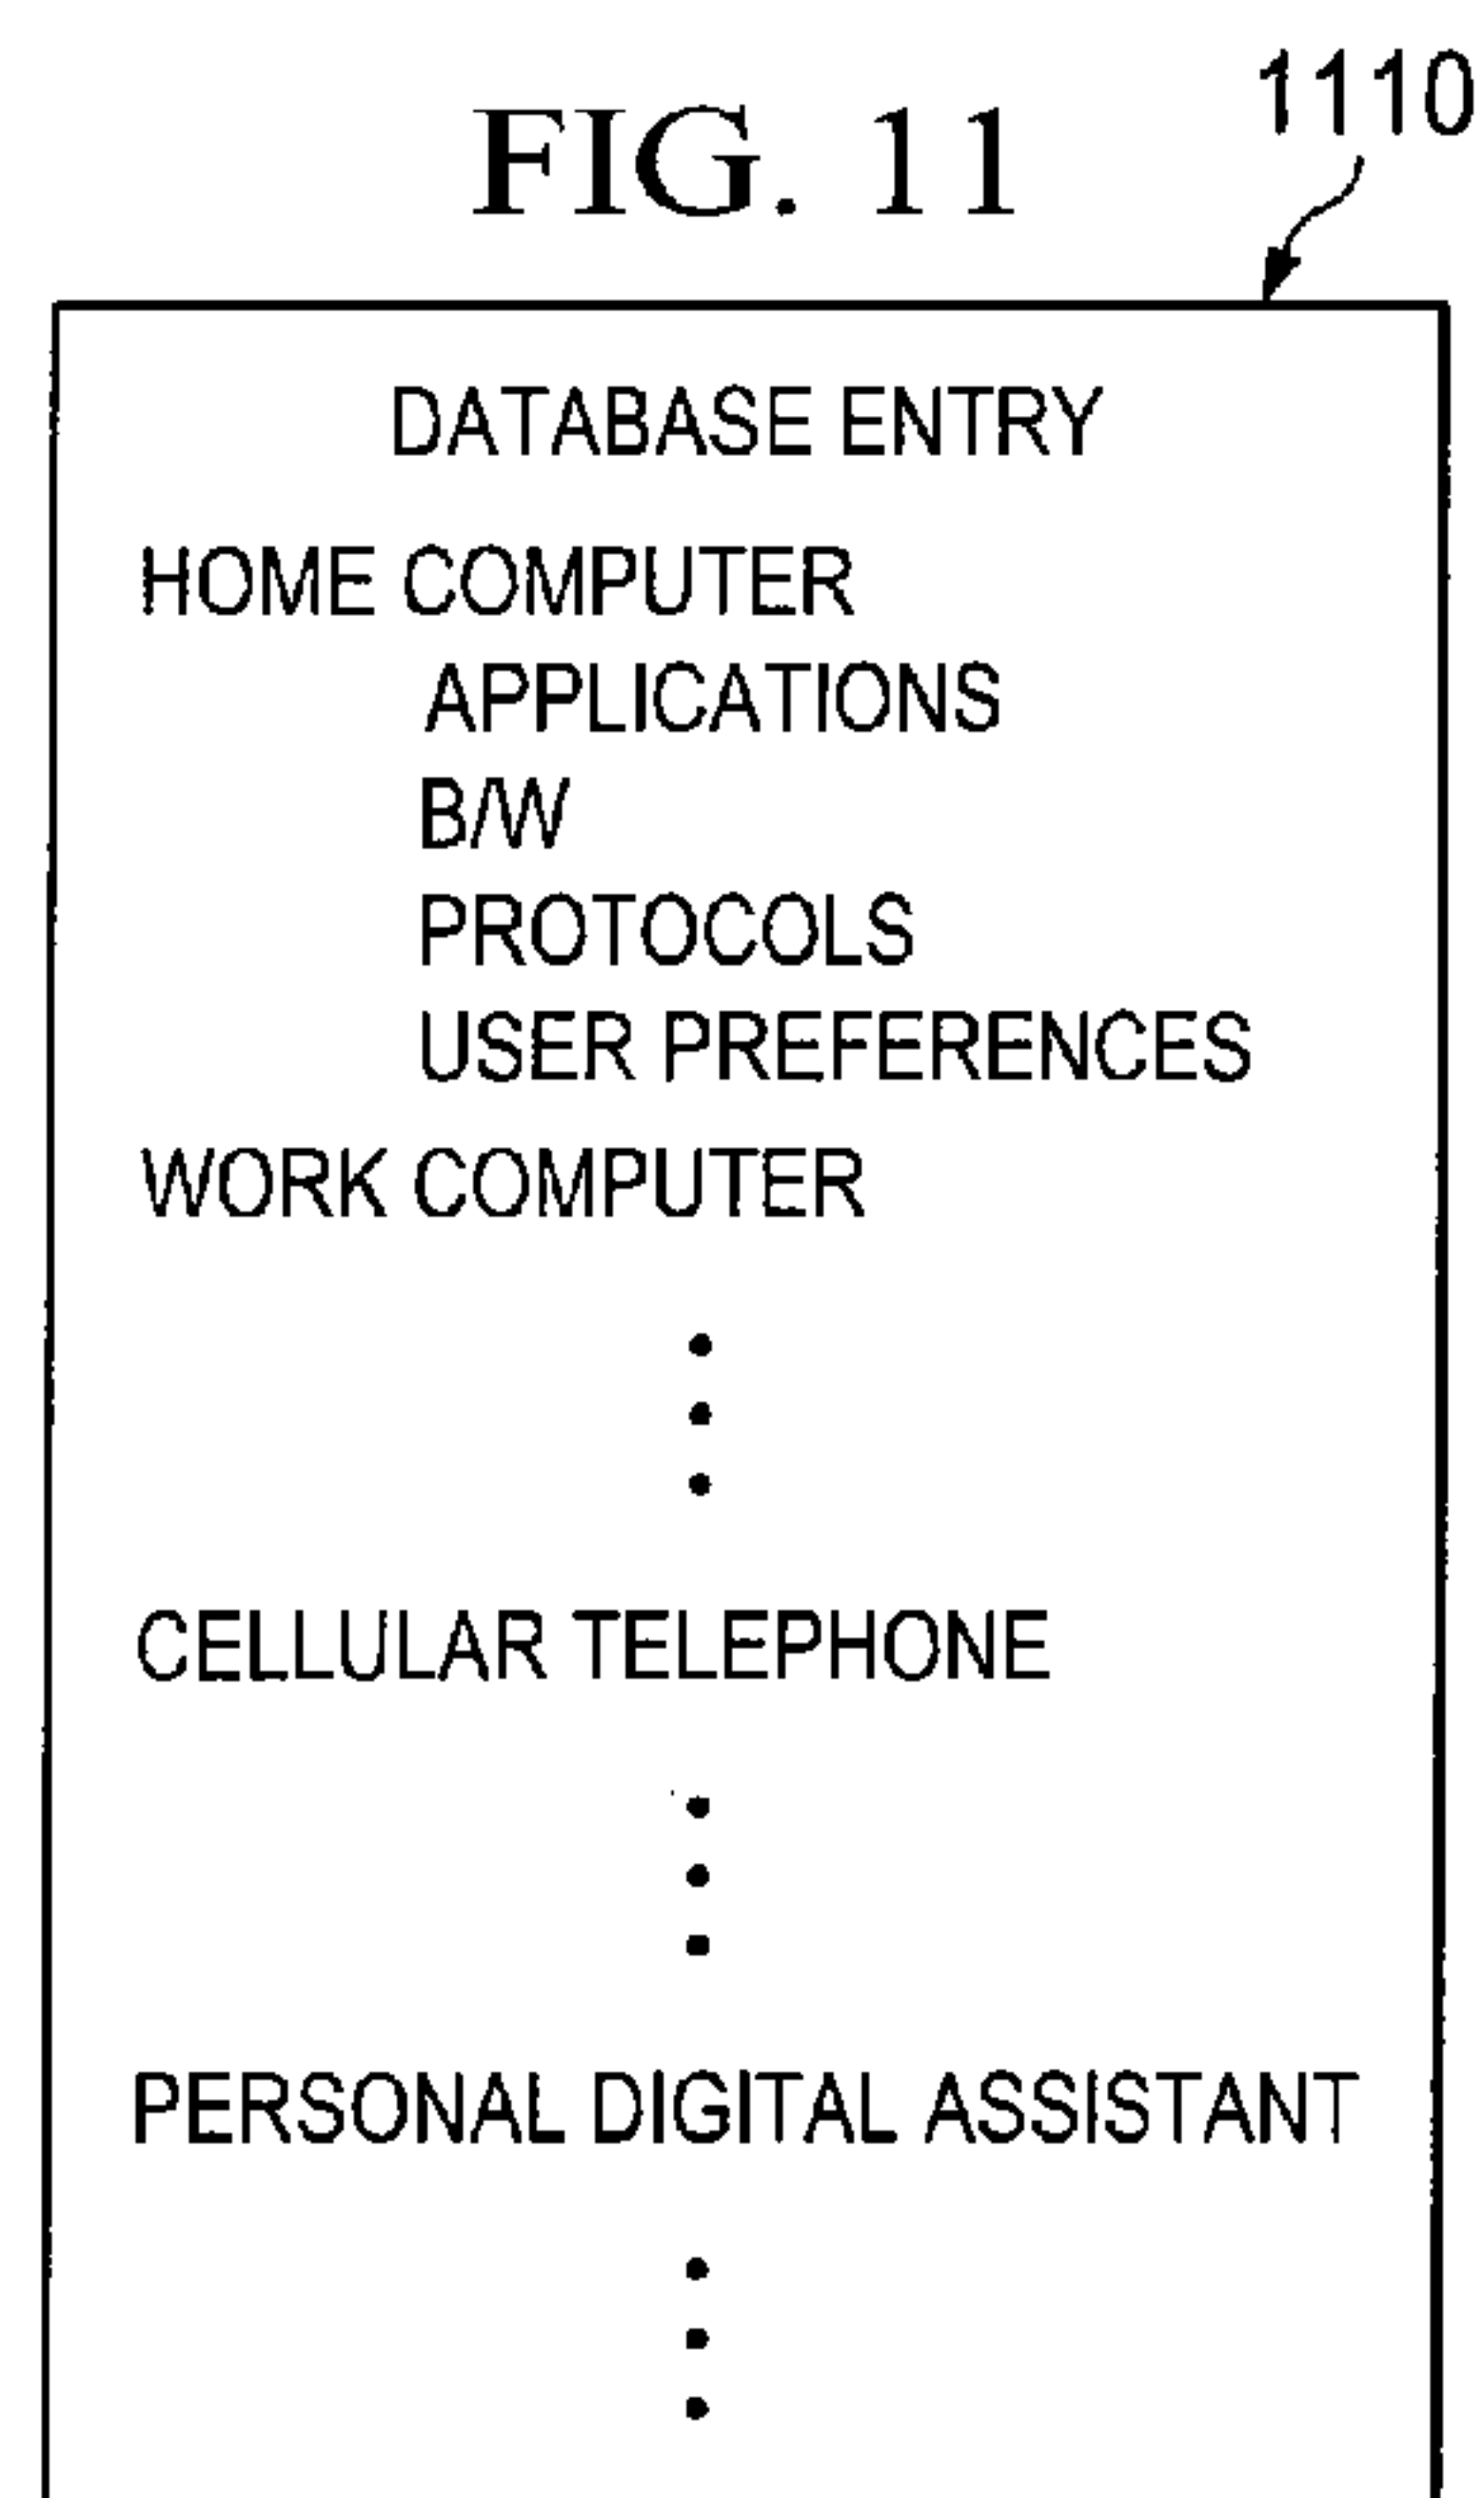 1110
FIG. 11
DATABASE ENTRY
HOME COMPUTER
APPLICATIONS
B/W
PROTOCOLS
USER PREFERENCES
WORK COMPUTER
CELLULAR TELEPHONE
PERSONAL DIGITAL ASSISTANT